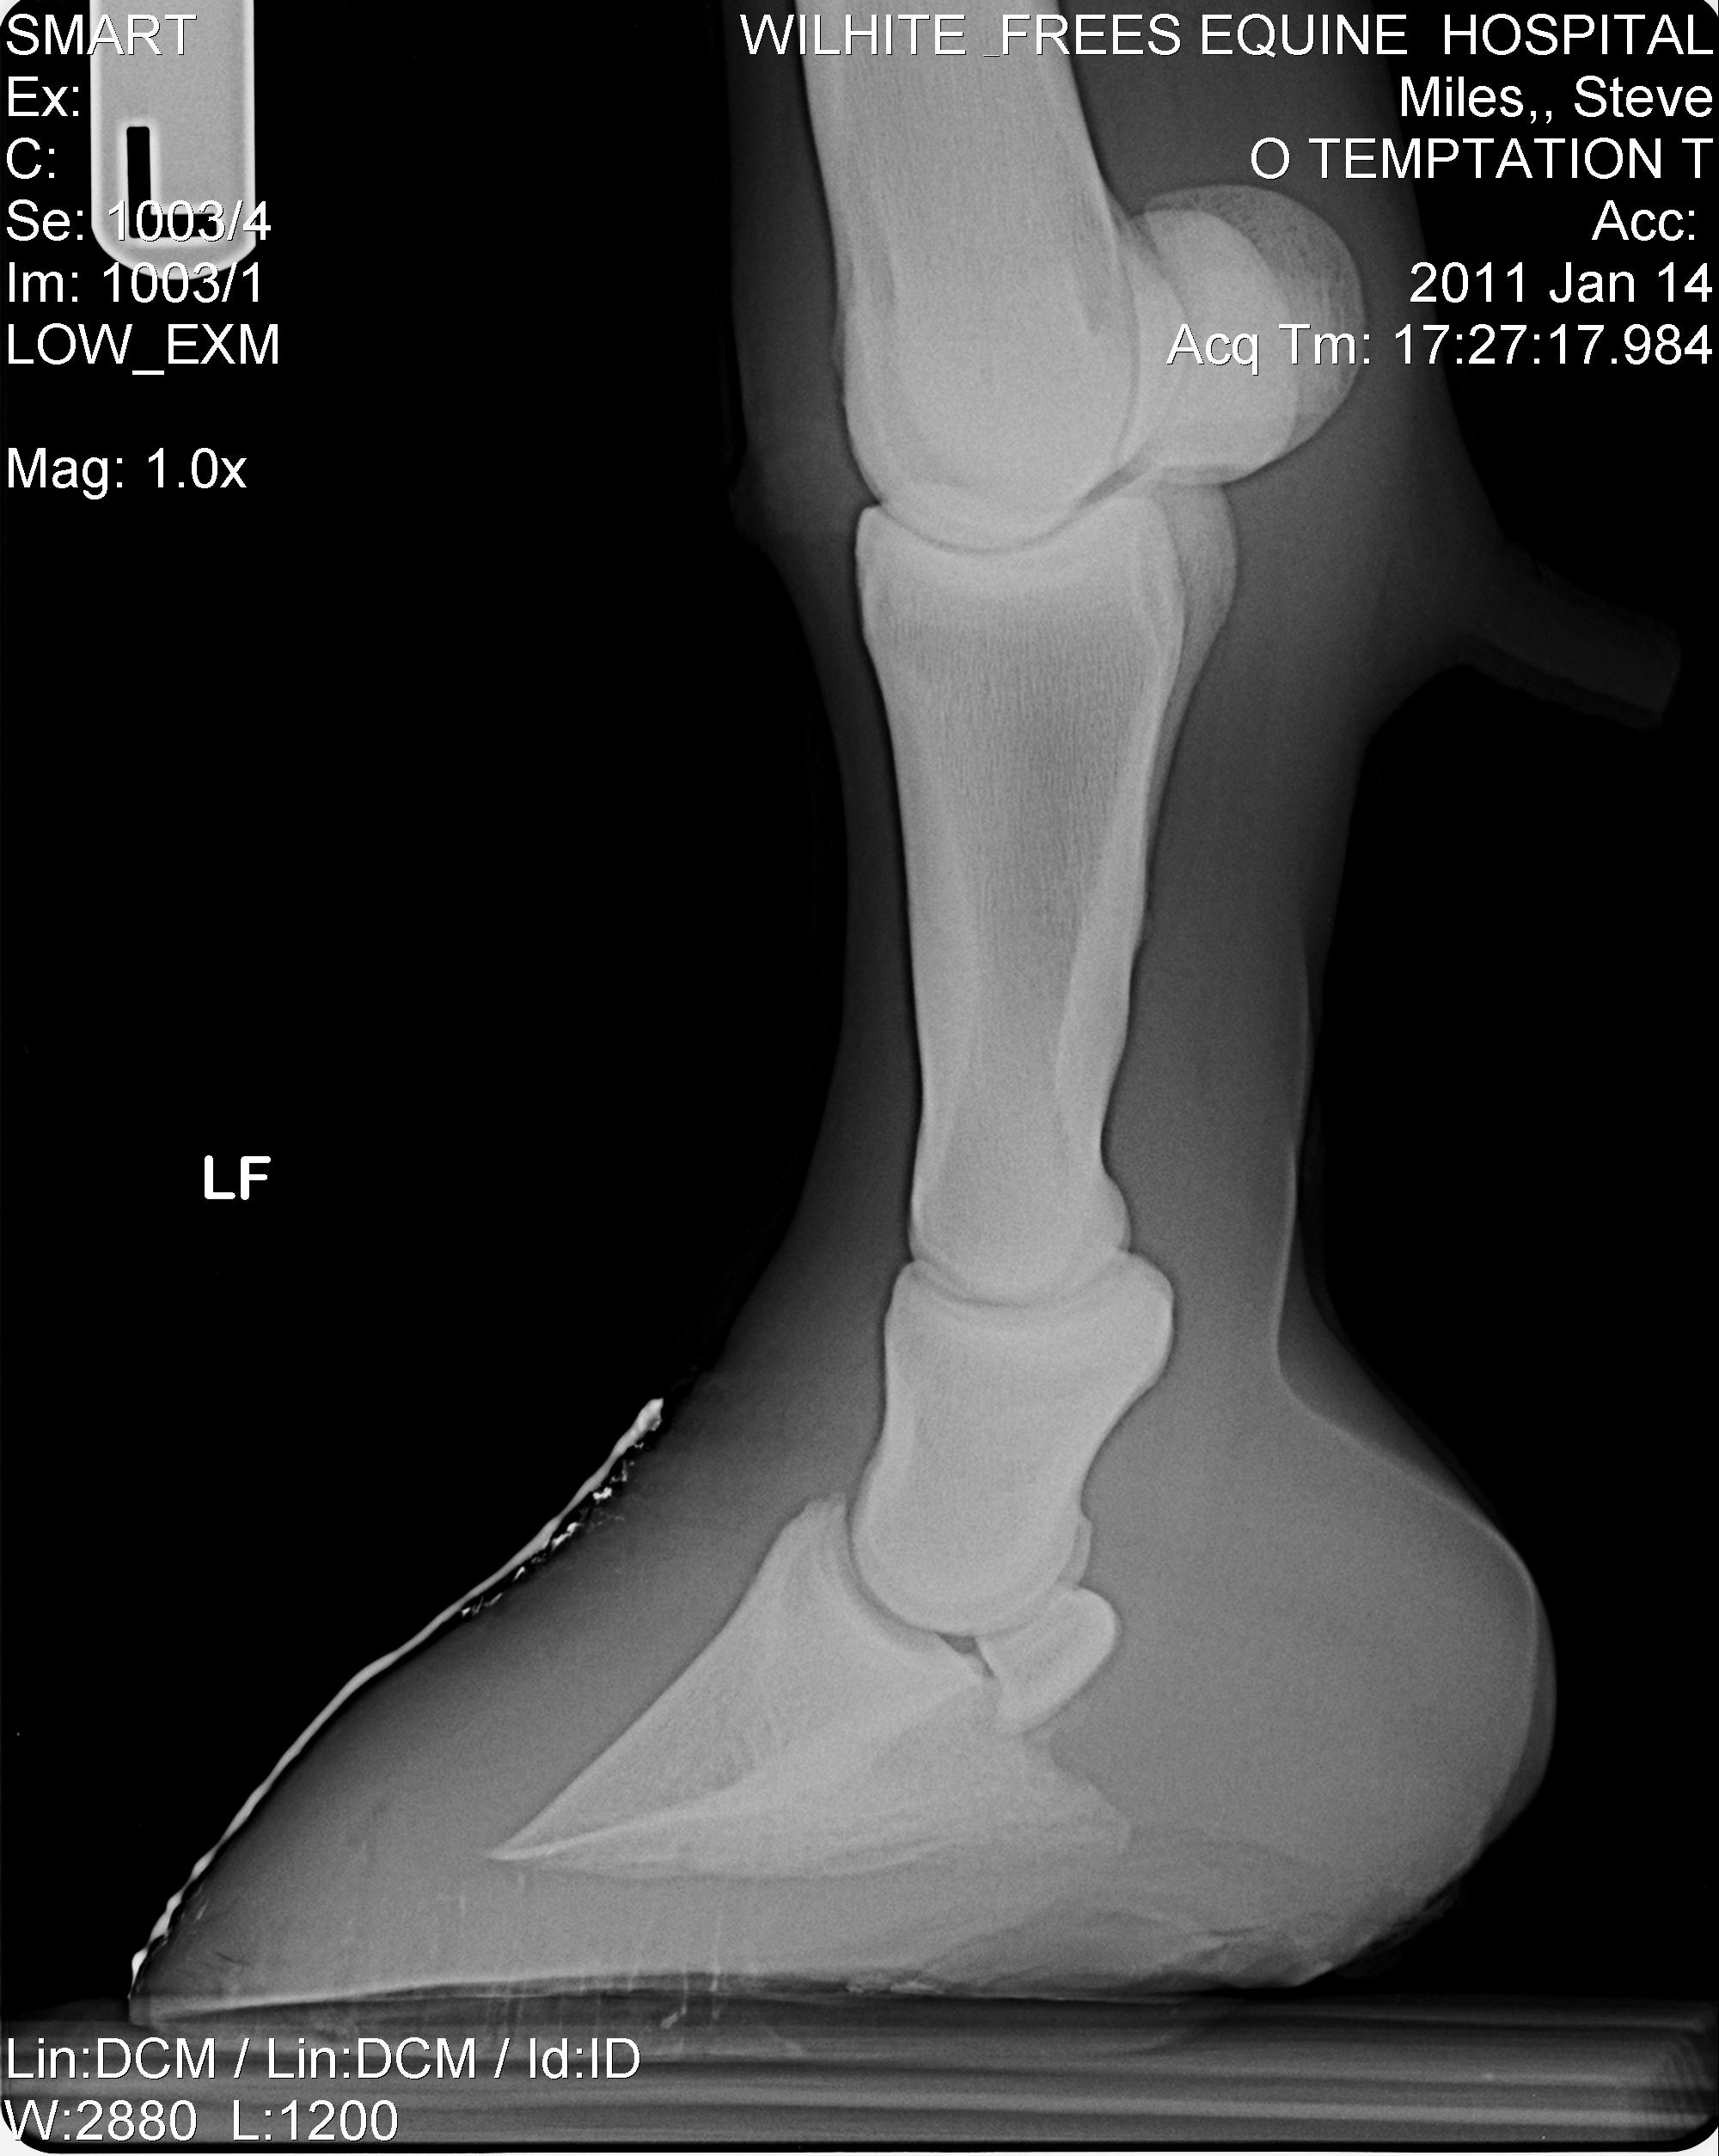 SMART
Ex:
C:
Se: 1003/4
Im: 1003/1
LOW_EXM
Mag: 1.0x
WILHITE _FREES EQUINE HOSPITAL
Miles,, Steve
O TEMPTATION T
Acc:
2011 Jan 14
Acq Tm: 17:27:17.984
L
LF
Lin:DCM / Lin:DCM / Id:ID
W:2880 L:1200